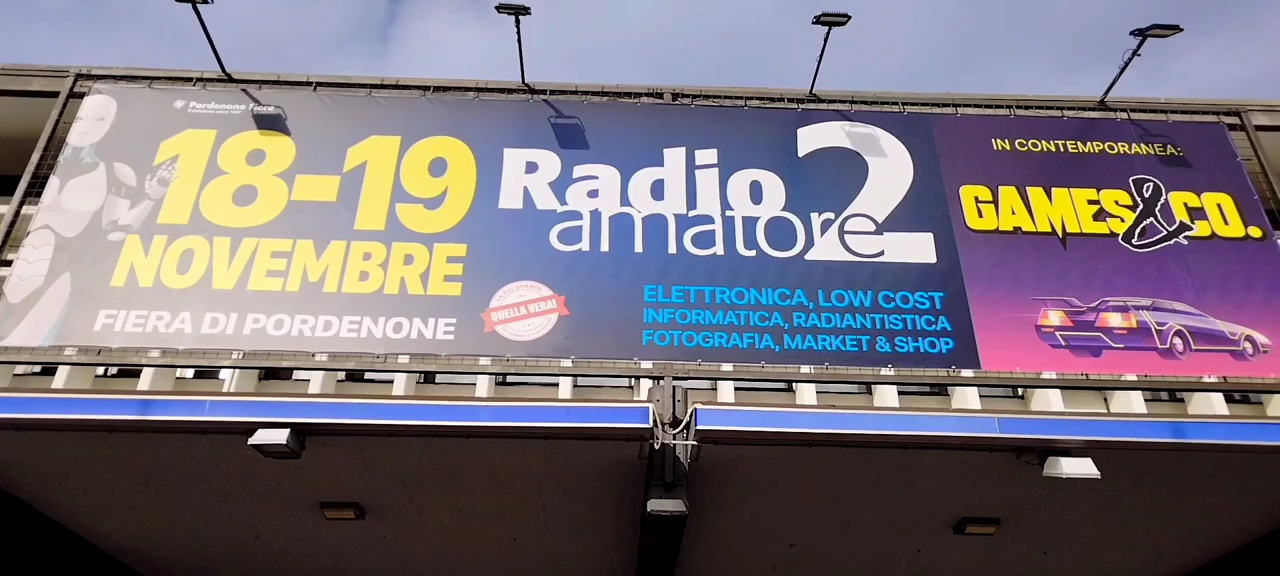 Pordenone Fiere
18-19
NOVEMBRE
FIERA DI PORDENONE
QUELLA VERA!
Radio
amatore 2
ELETTRONICA, LOW COST
INFORMATICA, RADIANTISTICA
FOTOGRAFIA, MARKET & SHOP
IN CONTEMPORANEA:
GAMES&CO.